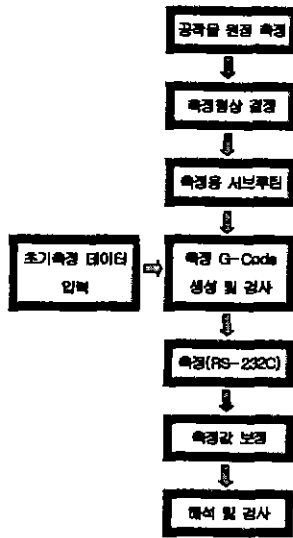 공작물 원점 측정
측정형상 결정
측정용 서브루틴
초기측정 데이터
입력
측정 G-Code
생성 및 검사
측정(RS-232C)
측정값 보정
해석 및 검사